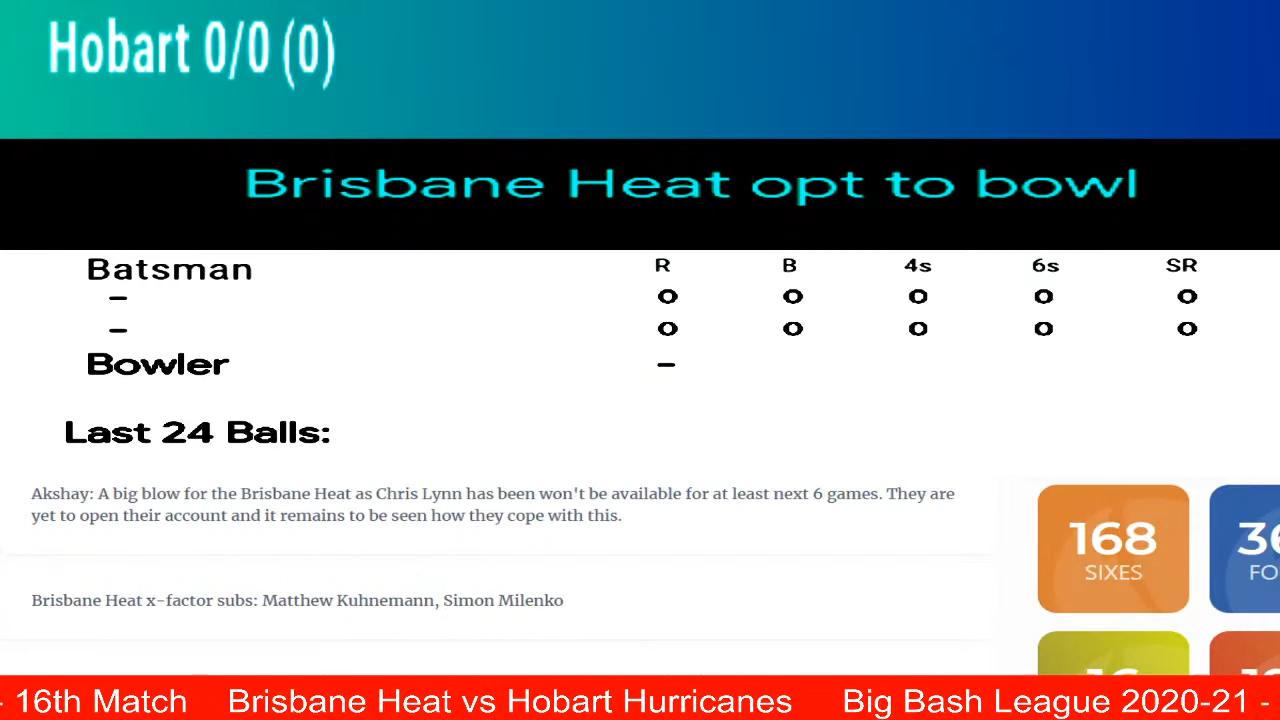 Hobart 0/0 (0)
Brisbane Heat opt to bowl
Batsman R B 4s 6s SR
- 0 0 0 0 0
- 0 0 0 0 0
Bowler -
Last 24 Balls:
Akshay: A big blow for the Brisbane Heat as Chris Lynn has been won't be available for at least next 6 games. They are
yet to open their account and it remains to be seen how they cope with this.
Brisbane Heat x-factor subs: Matthew Kuhnemann, Simon Milenko
168
SIXES
- 16th Match Brisbane Heat vs Hobart Hurricanes Big Bash League 2020-21 -